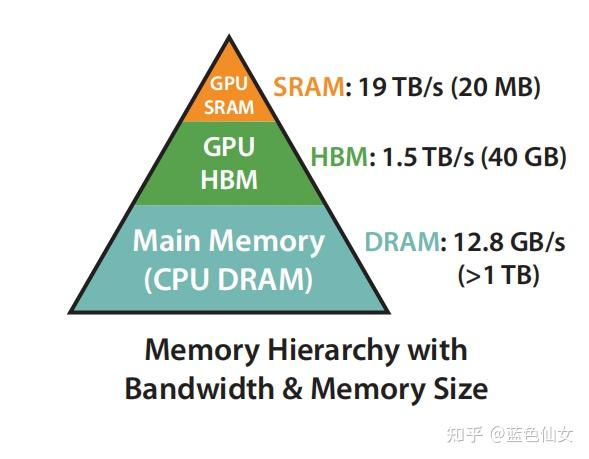 GPU
SRAM
SRAM: 19 TB/s (20 MB)
GPU
HBM
HBM: 1.5 TB/s (40 GB)
Main Memory
(CPU DRAM)
DRAM: 12.8 GB/s
(>1 TB)
Memory Hierarchy with
Bandwidth & Memory Size
知乎 @蓝色仙女